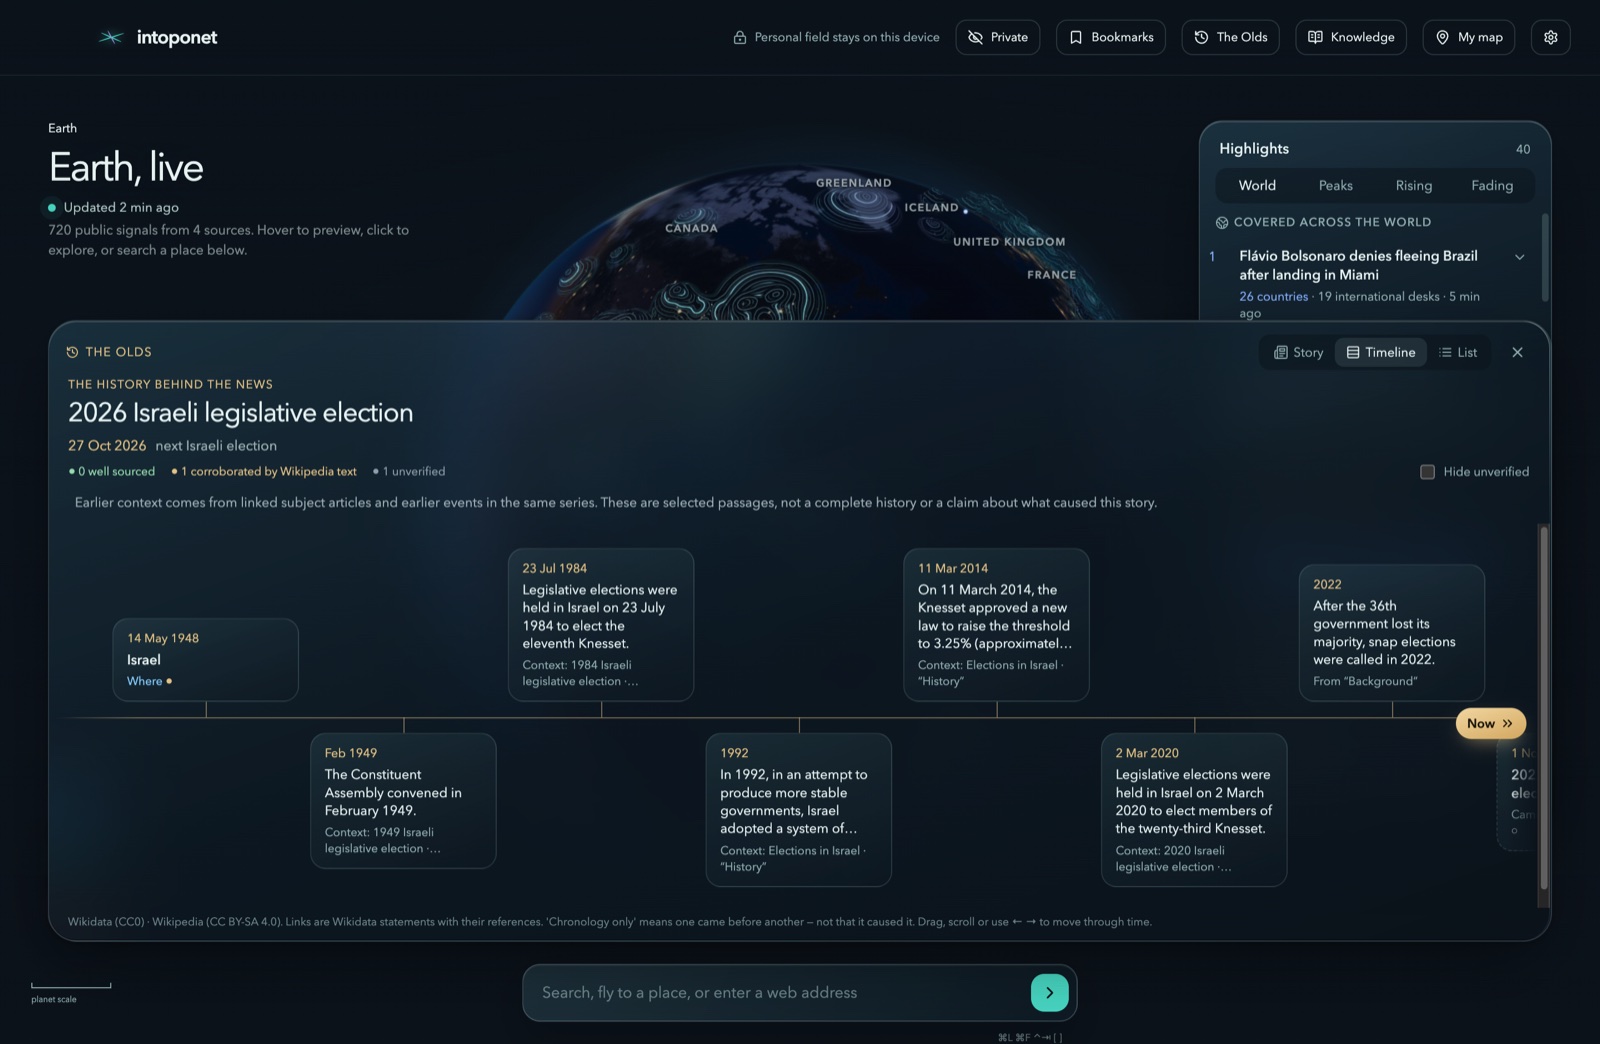 intoponet
Personal field stays on this device
Private
Bookmarks
The Olds
Knowledge
My map
Earth
Earth, live
Updated 2 min ago
720 public signals from 4 sources. Hover to preview, click to
explore, or search a place below.
GREENLAND
ICELAND
CANADA
UNITED KINGDOM
FRANCE
Highlights
40
World
Peaks
Rising
Fading
COVERED ACROSS THE WORLD
1
Flávio Bolsonaro denies fleeing Brazil
after landing in Miami
26 countries · 19 international desks · 5 min
ago
THE OLDS
Story
Timeline
List
THE HISTORY BEHIND THE NEWS
2026 Israeli legislative election
27 Oct 2026 next Israeli election
0 well sourced
1 corroborated by Wikipedia text
1 unverified
Hide unverified
Earlier context comes from linked subject articles and earlier events in the same series. These are selected passages, not a complete history or a claim about what caused this story.
14 May 1948
Israel
Where
Feb 1949
The Constituent
Assembly convened in
February 1949.
Context: 1949 Israeli
legislative election ·…
23 Jul 1984
Legislative elections were
held in Israel on 23 July
1984 to elect the
eleventh Knesset.
Context: 1984 Israeli
legislative election ·…
1992
In 1992, in an attempt to
produce more stable
governments, Israel
adopted a system of…
Context: Elections in Israel ·
“History”
11 Mar 2014
On 11 March 2014, the
Knesset approved a new
law to raise the threshold
to 3.25% (approximatel…
Context: Elections in Israel ·
“History”
2 Mar 2020
Legislative elections were
held in Israel on 2 March
2020 to elect members of
the twenty-third Knesset.
Context: 2020 Israeli
legislative election ·…
2022
After the 36th
government lost its
majority, snap elections
were called in 2022.
From “Background”
Now
1 No
202
elec
Cam
Wikidata (CC0) · Wikipedia (CC BY-SA 4.0). Links are Wikidata statements with their references. 'Chronology only' means one came before another – not that it caused it. Drag, scroll or use ← → to move through time.
planet scale
Search, fly to a place, or enter a web address